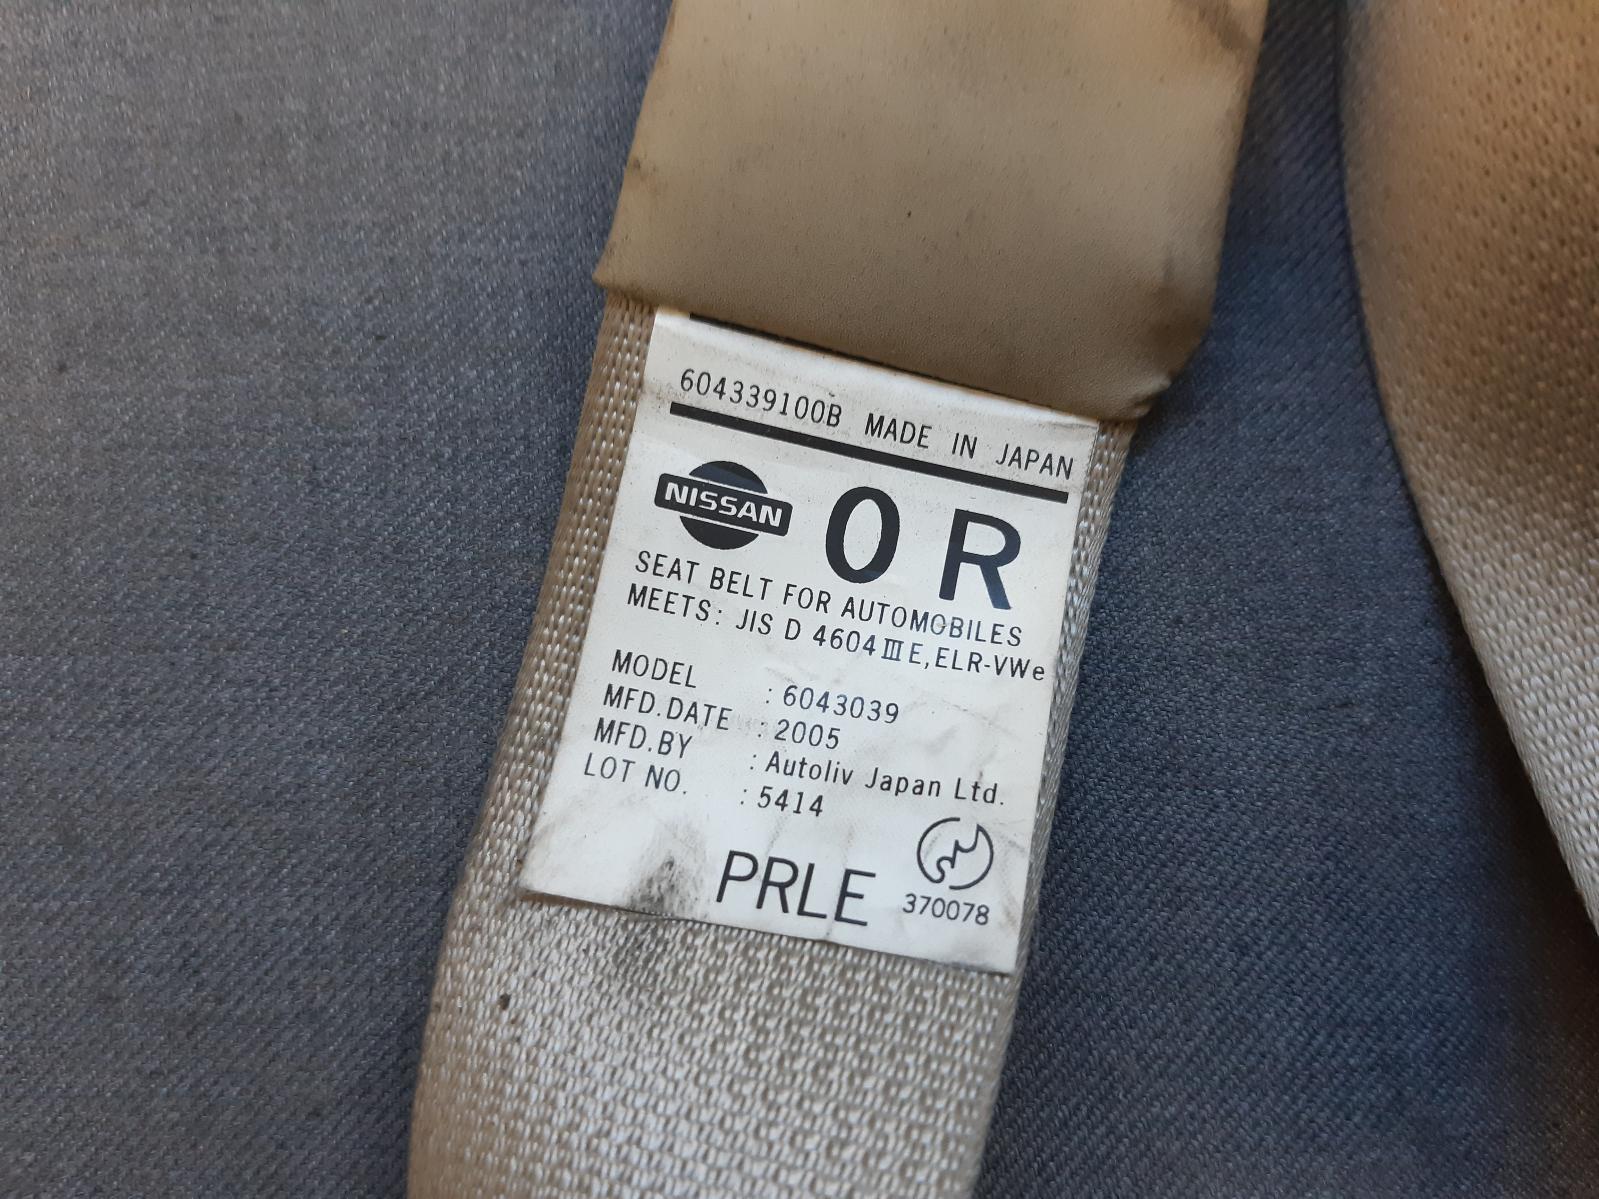 604339100B MADE IN JAPAN
NISSAN O R
SEAT BELT FOR AUTOMOBILES
MEETS: JIS D 4604 III E, ELR-VWe
MODEL : 6043039
MFD.DATE : 2005
MFD.BY : Autoliv Japan Ltd.
LOT NO. : 5414
PRLE
370078